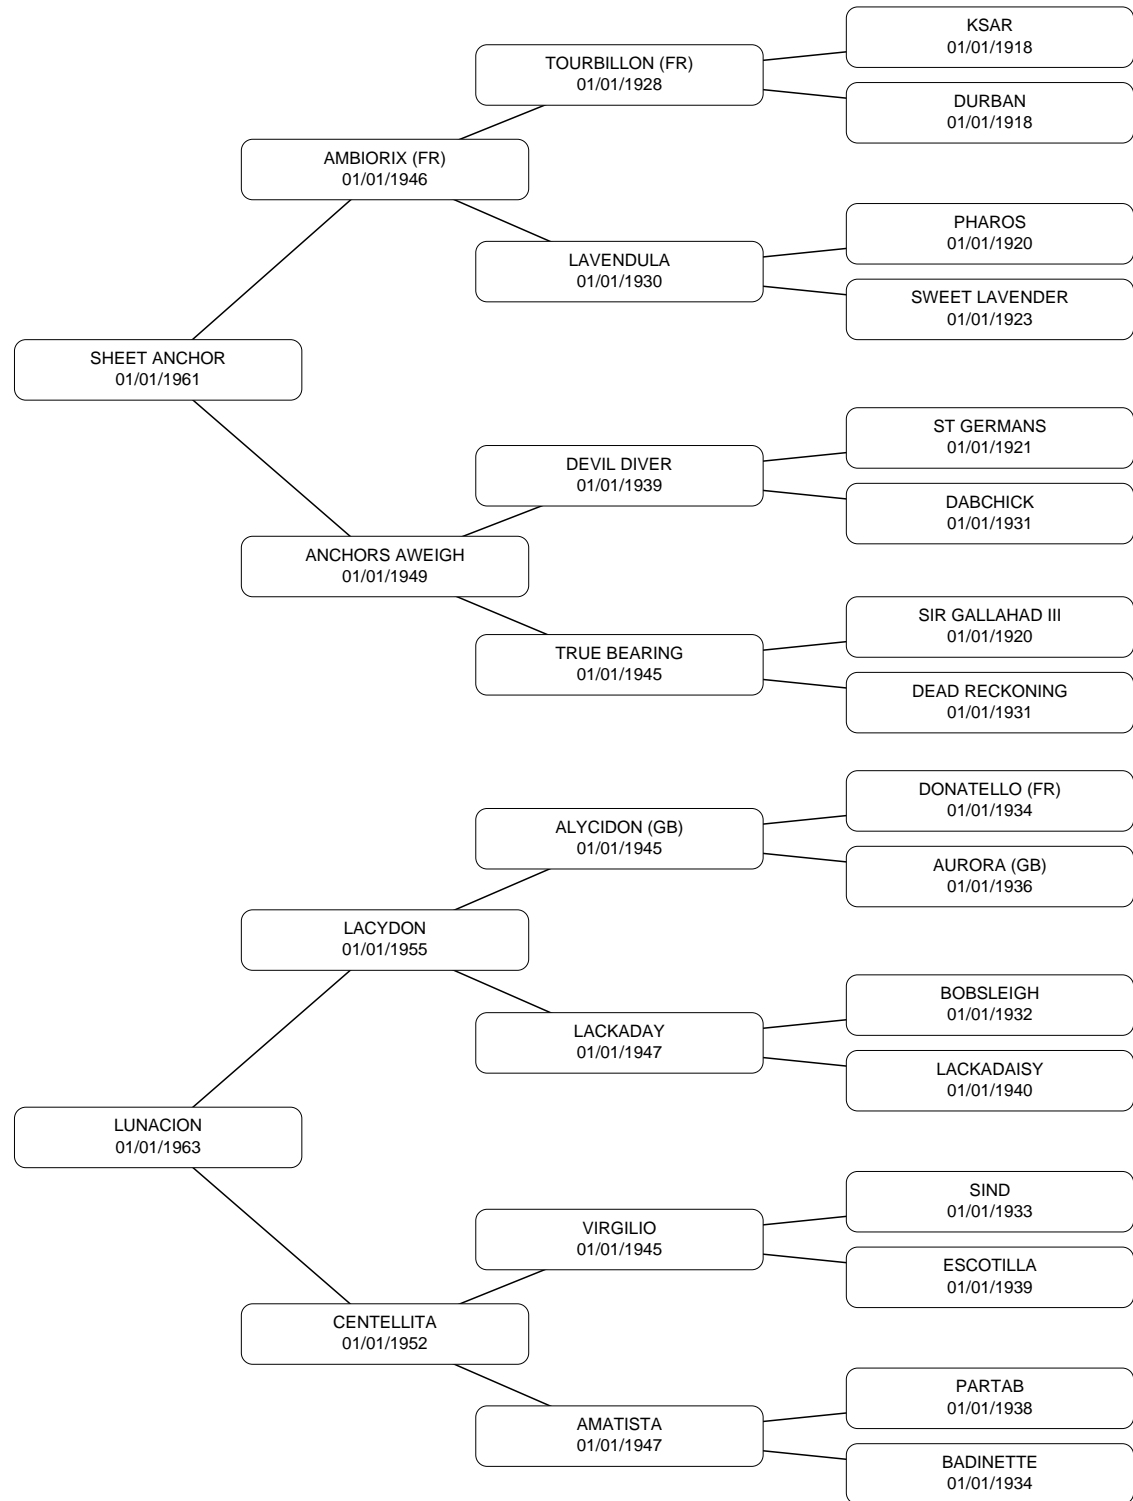 KSAR
01/01/1918
TOURBILLON (FR)
01/01/1928
DURBAN
01/01/1918
AMBIORIX (FR)
01/01/1946
PHAROS
01/01/1920
LAVENDULA
01/01/1930
SWEET LAVENDER
01/01/1923
SHEET ANCHOR
01/01/1961
ST GERMANS
01/01/1921
DEVIL DIVER
01/01/1939
DABCHICK
01/01/1931
ANCHORS AWEIGH
01/01/1949
SIR GALLAHAD III
01/01/1920
TRUE BEARING
01/01/1945
DEAD RECKONING
01/01/1931
DONATELLO (FR)
01/01/1934
ALYCIDON (GB)
01/01/1945
AURORA (GB)
01/01/1936
LACYDON
01/01/1955
BOBSLEIGH
01/01/1932
LACKADAY
01/01/1947
LACKADAISY
01/01/1940
LUNACION
01/01/1963
SIND
01/01/1933
VIRGILIO
01/01/1945
ESCOTILLA
01/01/1939
CENTELLITA
01/01/1952
PARTAB
01/01/1938
AMATISTA
01/01/1947
BADINETTE
01/01/1934